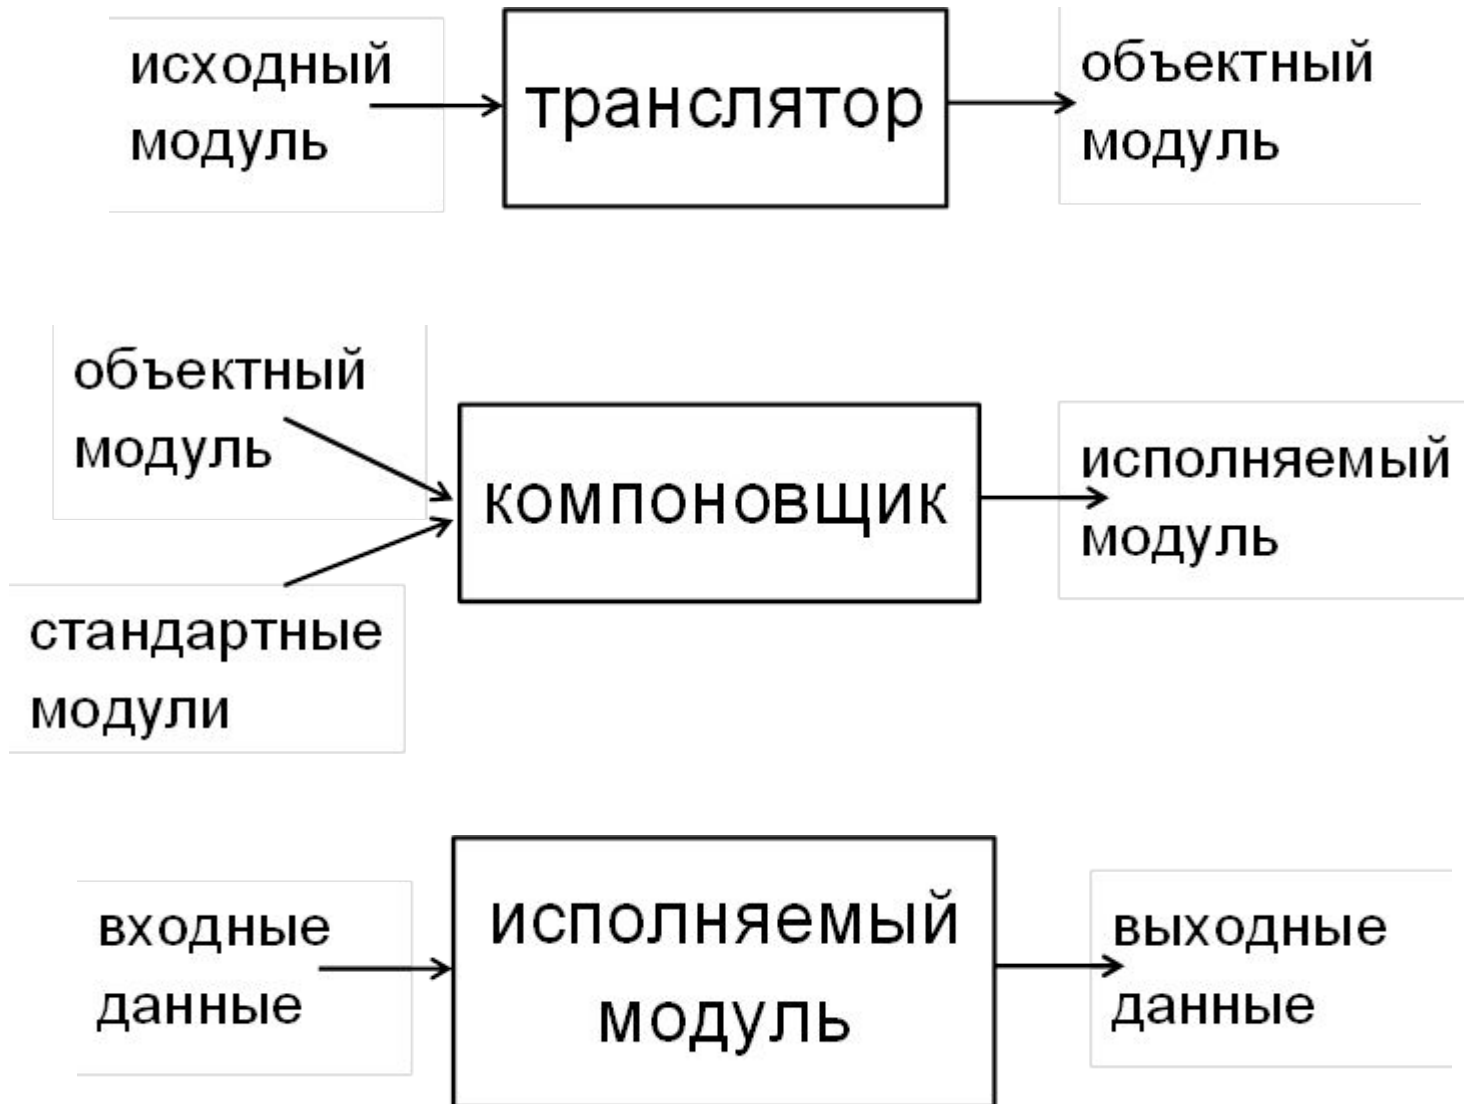 исходный
модуль
транслятор
объектный
модуль
объектный
модуль
стандартные
модули
компоновщик
исполняемый
модуль
входные
данные
исполняемый
модуль
выходные
данные